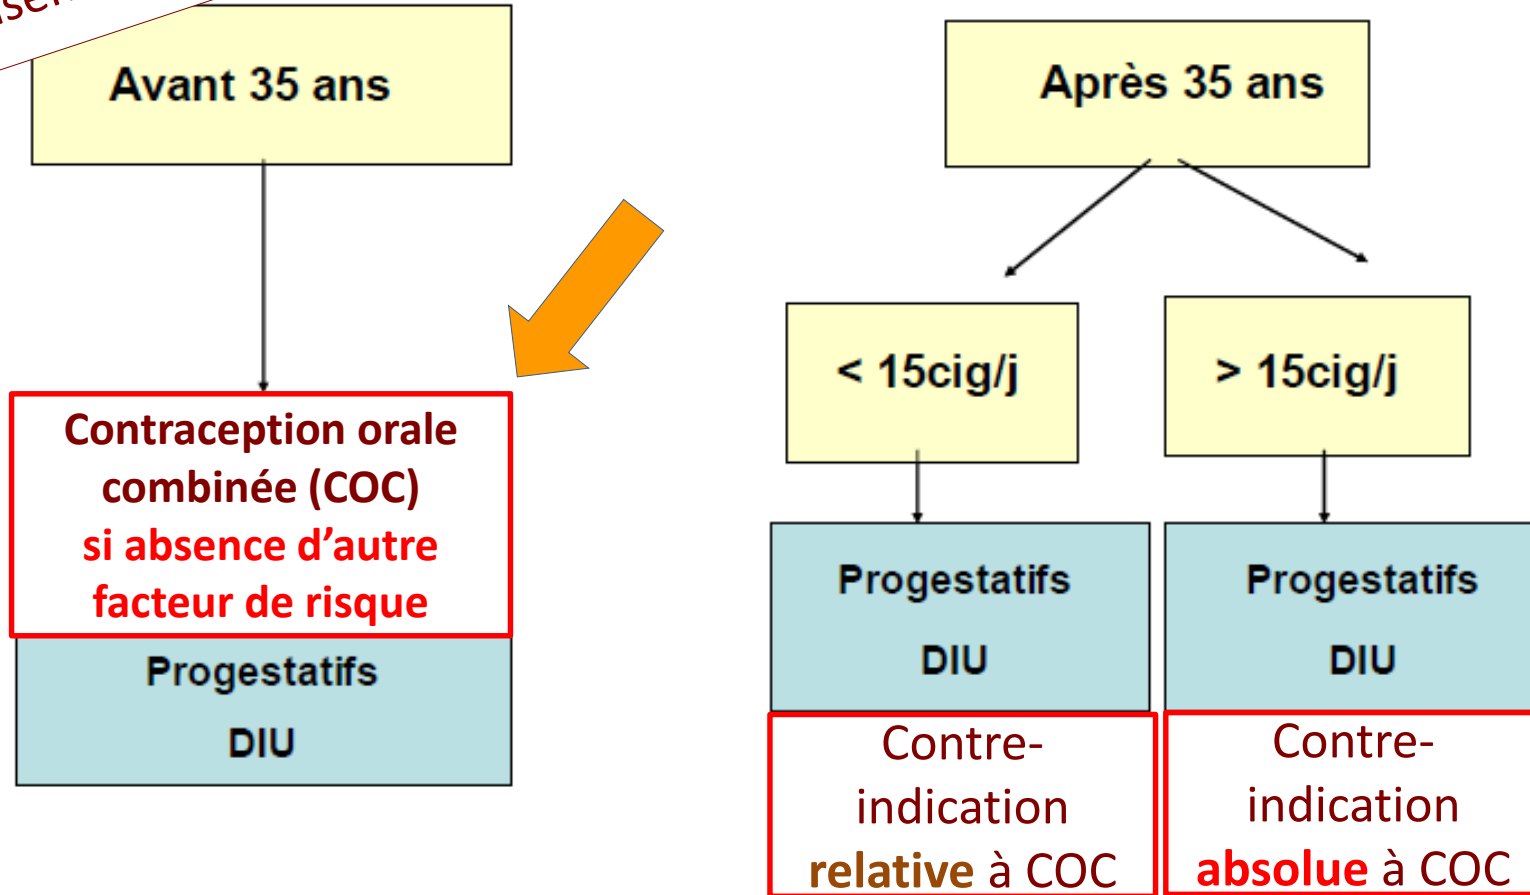 Avant 35 ans
Contraception orale
combinée (COC)
si absence d’autre
facteur de risque
Progestatifs
DIU
Après 35 ans
< 15cig/j
Progestatifs
DIU
Contre-
indication
relative à COC
> 15cig/j
Progestatifs
DIU
Contre-
indication
absolue à COC